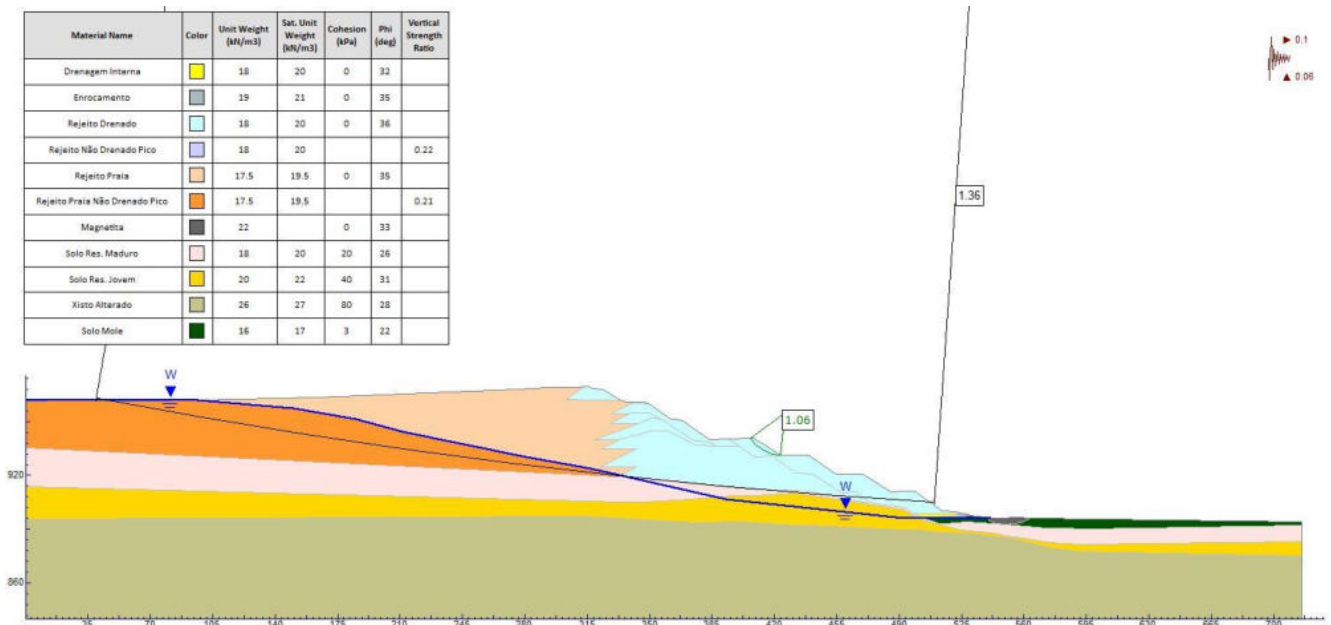 Material Name Color Unit Weight (kN/m3) Sat. Unit Weight (kN/m3) Cohesion (kPa) Phi (deg) Vertical Strength Ratio
Drenagem Interna 18 20 0 32
Enrocamento 19 21 0 35
Rejeito Drenado 18 20 0 36
Rejeito Não Drenado Pico 18 20 0.22
Rejeito Praia 17.5 19.5 0 35
Rejeito Praia Não Drenado Pico 17.5 19.5 0.21
Magnetita 22 0 33
Solo Res. Maduro 18 20 20 26
Solo Res. Jovem 20 22 40 31
Xisto Alterado 26 27 80 28
Solo Mole 16 17 3 22
0.1
0.06
1.36
W
1.06
920
W
860
35 70 105 140 175 210 245 280 315 350 385 420 455 490 525 560 595 630 665 700